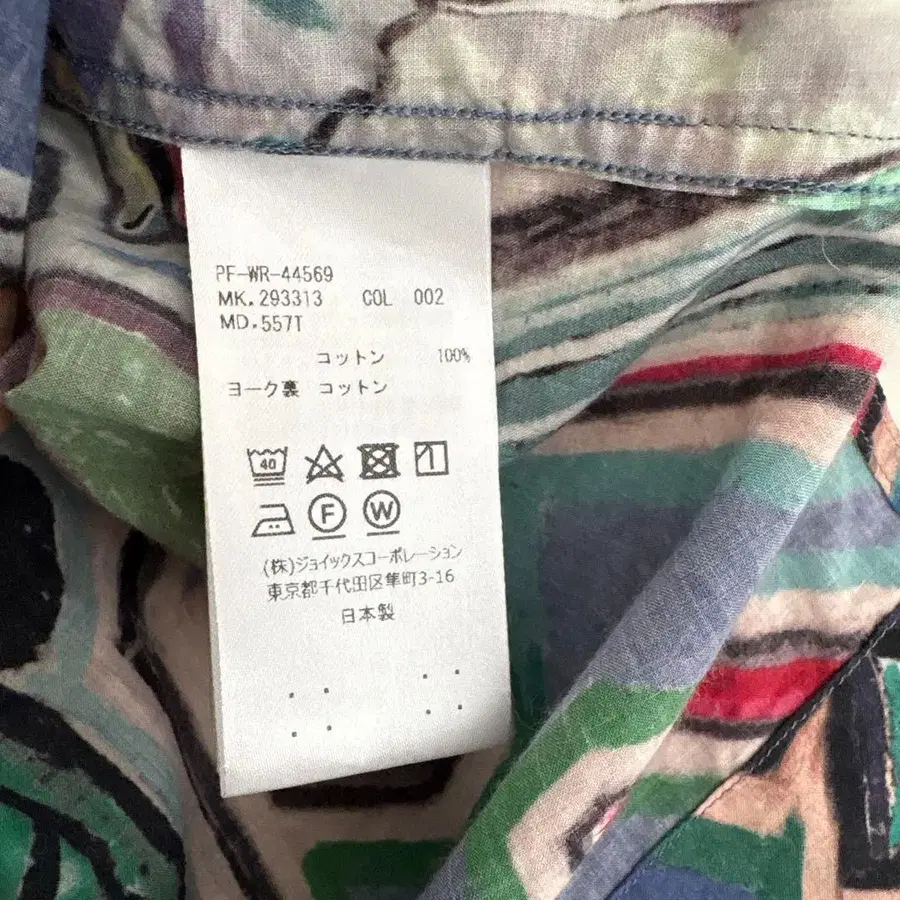 PF-WR-44569
MK.293313 COL 002
MD.557T
コットン 100%
ヨーク裏 コットン
40
F W
(株)ジョイックスコーポレーション
東京都千代田区隼町3-16
日本製